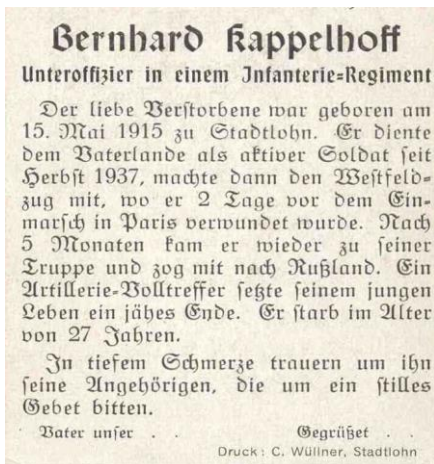 Bernhard Kappelhoff
Unteroffizier in einem Infanterie-Regiment
Der liebe Verstorbene war geboren am
15. Mai 1915 zu Stadtlohn. Er diente
dem Vaterlande als aktiver Soldat seit
Herbst 1937, machte dann den Westfeld-
zug mit, wo er 2 Tage vor dem Ein-
marsch in Paris verwundet wurde. Nach
5 Monaten kam er wieder zu seiner
Truppe und zog mit nach Rußland. Ein
Artillerie-Volltreffer setzte seinem jungen
Leben ein jähes Ende. Er starb im Alter
von 27 Jahren.
In tiefem Schmerze trauern um ihn
seine Angehörigen, die um ein stilles
Gebet bitten.
Vater unser . . Gegrüßet . .
Druck: C. Wüllner, Stadtlohn